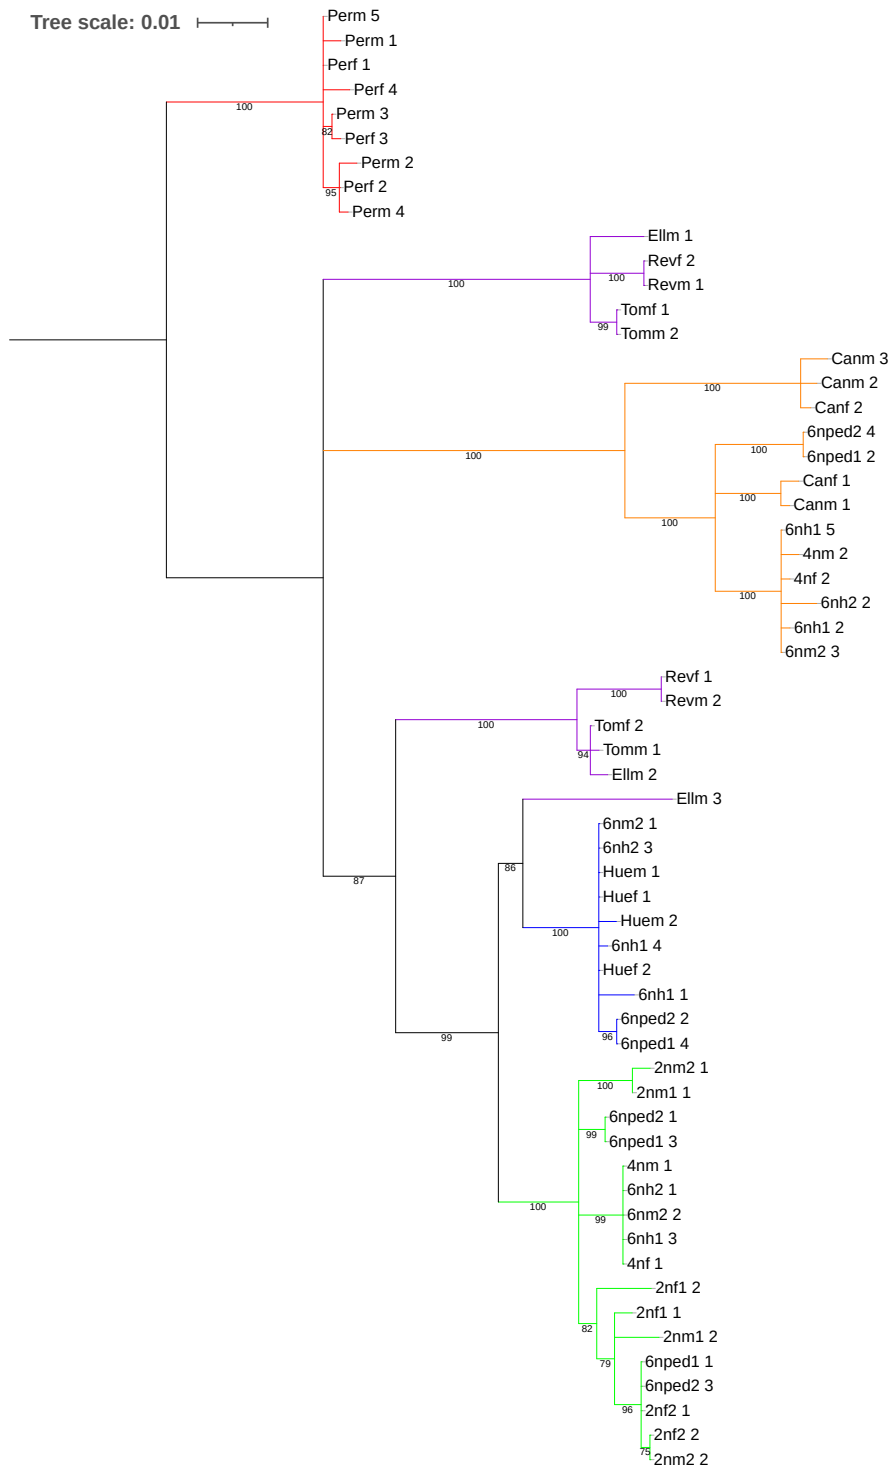 Tree scale: 0.01
Perm 5
Perm 1
Perf 1
Perf 4
100
Perm 3
82
Perf 3
Perm 2
Perf 2
95
Perm 4
Ellm 1
Revf 2
100
100
Revm 1
Tomf 1
99
Tomm 2
Canm 3
Canm 2
100
Canf 2
6nped2 4
100
6nped1 2
100
Canf 1
100
Canm 1
100
6nh1 5
4nm 2
4nf 2
100
6nh2 2
6nh1 2
6nm2 3
Revf 1
100
Revm 2
100
Tomf 2
Tomm 1
94
Ellm 2
Ellm 3
6nm2 1
6nh2 3
86
Huem 1
87
Huef 1
Huem 2
100
6nh1 4
Huef 2
6nh1 1
6nped2 2
96
99
6nped1 4
2nm2 1
100
2nm1 1
6nped2 1
99
6nped1 3
4nm 1
6nh2 1
100
6nm2 2
99
6nh1 3
4nf 1
2nf1 2
2nf1 1
82
2nm1 2
79
6nped1 1
6nped2 3
96
2nf2 1
2nf2 2
75
2nm2 2